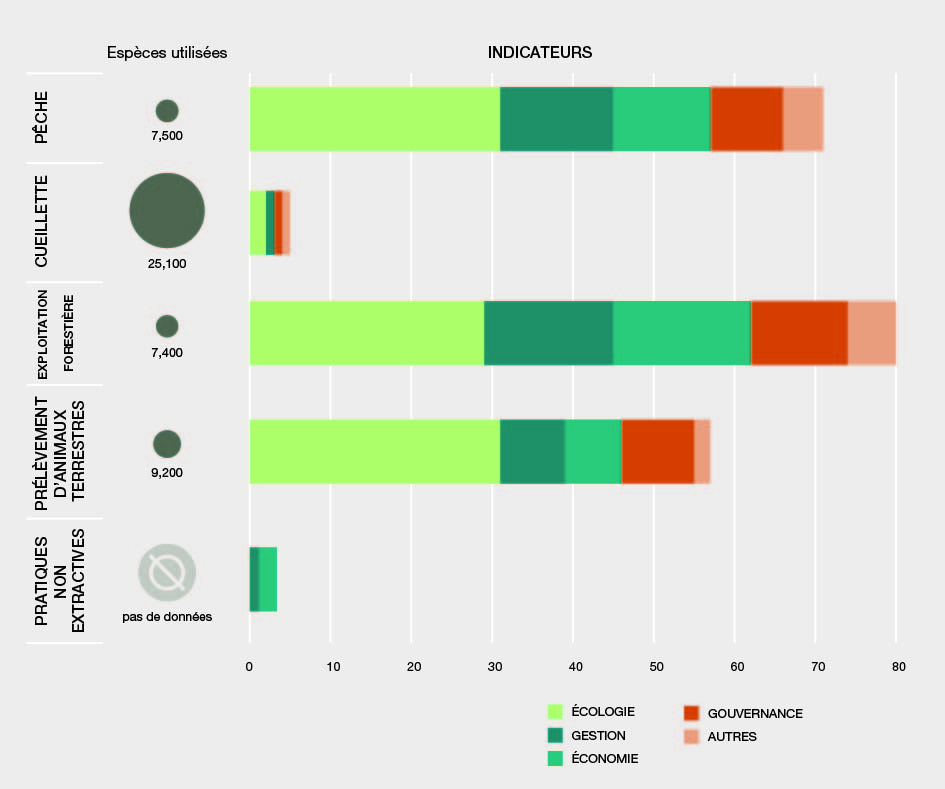 Espèces utilisées
INDICATEURS
PÊCHE
7,500
CUEILLETTE
25,100
EXPLOITATION
FORESTIÈRE
7,400
PRÉLÈVEMENT
D'ANIMAUX
TERRESTRES
9,200
PRATIQUES
NON
EXTRACTIVES
pas de données
0 10 20 30 40 50 60 70 80
ÉCOLOGIE
GESTION
ÉCONOMIE
GOUVERNANCE
AUTRES